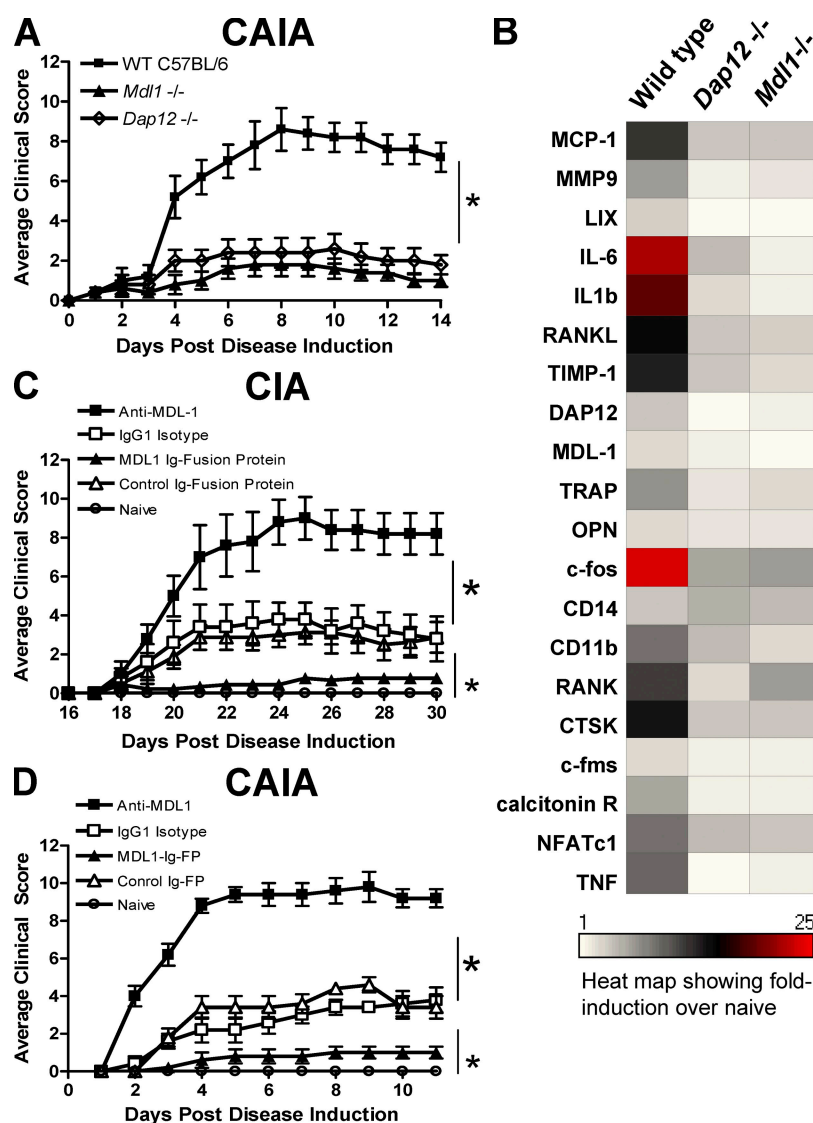 A
CAIA
WT C57BL/6
Mdl1 -/-
Dap12 -/-
Average Clinical Score
12
10
8
6
4
2
0
0 2 4 6 8 10 12 14
Days Post Disease Induction
*
B
Wild type
Dap12 -/-
Mdl1-/-
MCP-1
MMP9
LIX
IL-6
IL1b
RANKL
TIMP-1
DAP12
MDL-1
TRAP
OPN
c-fos
CD14
CD11b
RANK
CTSK
c-fms
calcitonin R
NFATc1
TNF
1 25
Heat map showing fold-
induction over naive
C
CIA
Anti-MDL-1
IgG1 Isotype
MDL1 Ig-Fusion Protein
Control Ig-Fusion Protein
Naive
Average Clinical Score
12
10
8
6
4
2
0
16 18 20 22 24 26 28 30
Days Post Disease Induction
*
*
D
CAIA
Anti-MDL1
IgG1 Isotype
MDL1-Ig-FP
Conrol Ig-FP
Naive
Average Clinical Score
12
10
8
6
4
2
0
0 2 4 6 8 10
Days Post Disease Induction
*
*